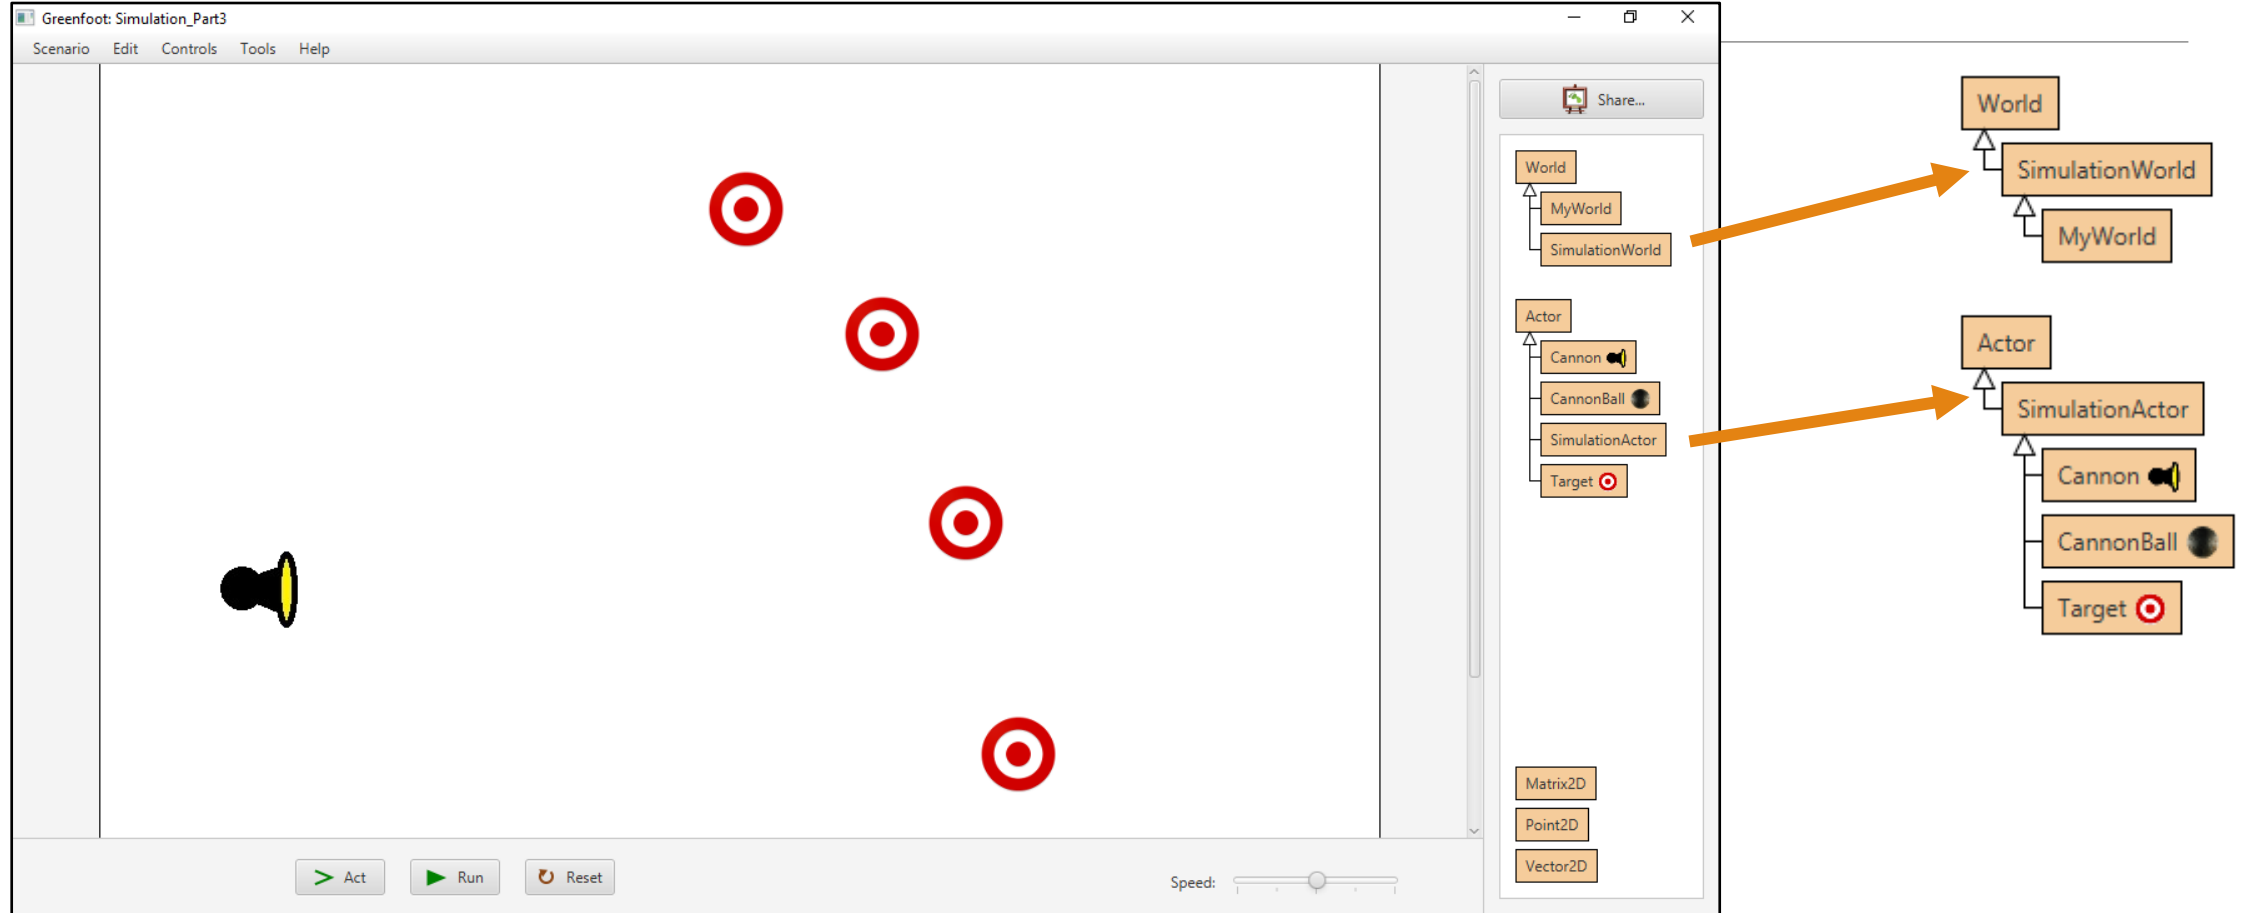 Greenfoot: Simulation_Part3
Scenario Edit Controls Tools Help
Share...
World
MyWorld
SimulationWorld
Actor
Cannon
CannonBall
SimulationActor
Target
Matrix2D
Point2D
Vector2D
Act Run Reset Speed:
World
SimulationWorld
MyWorld
Actor
SimulationActor
Cannon
CannonBall
Target